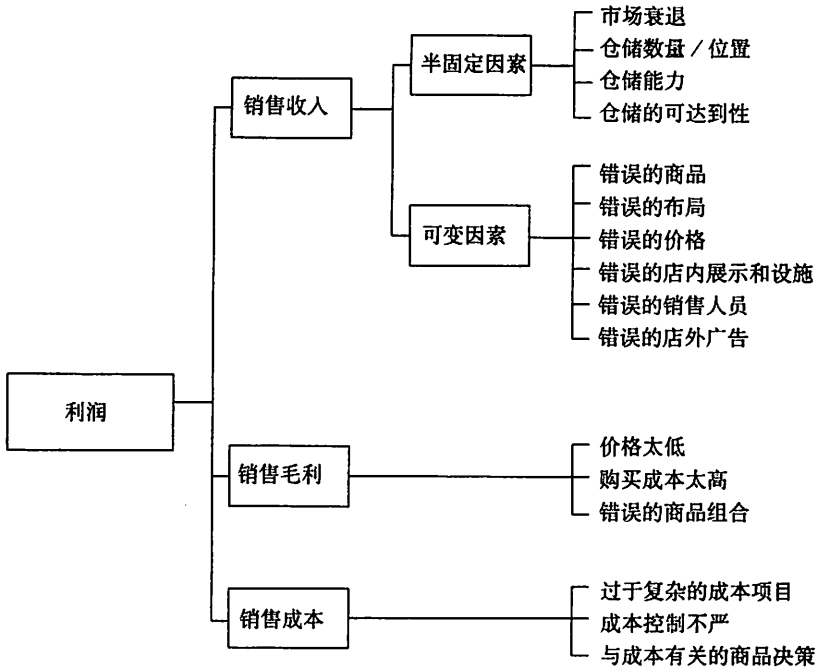 市场衰退
仓储数量／位置
仓储能力
仓储的可达到性
半固定因素
销售收人
错误的商品
错误的布局
错误的价格
错误的店内展示和设施
错误的销售人员
错误的店外广告
可变因素
利润
价格太低
购买成本太高
错误的商品组合
销售毛利
过于复杂的成本项目
成本控制不严
与成本有关的商品决策
销售成本